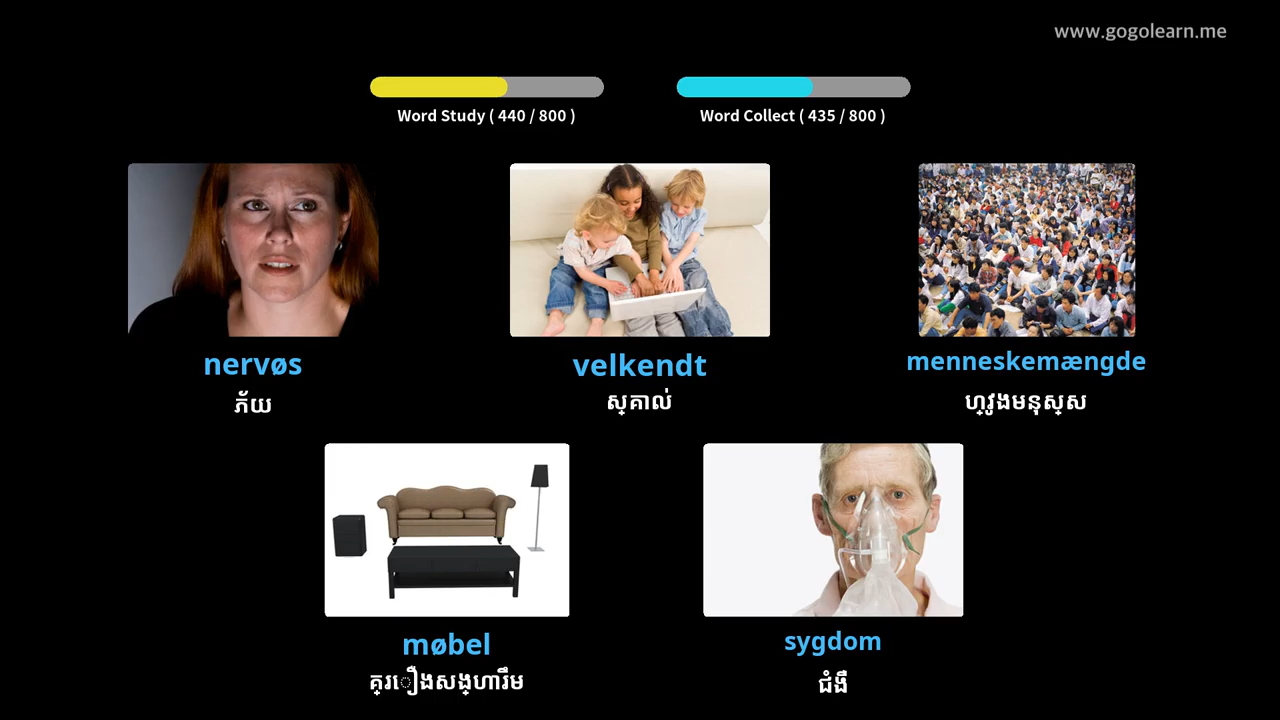 www.gogolearn.me
Word Study ( 440 / 800 )
Word Collect ( 435 / 800 )
nervøs
ភ័យ
velkendt
ស្គាល់
menneskemængde
ហ្វូងមនុស្ស
møbel
គ្រឿងសង្ហារឹម
sygdom
ជំងឺ